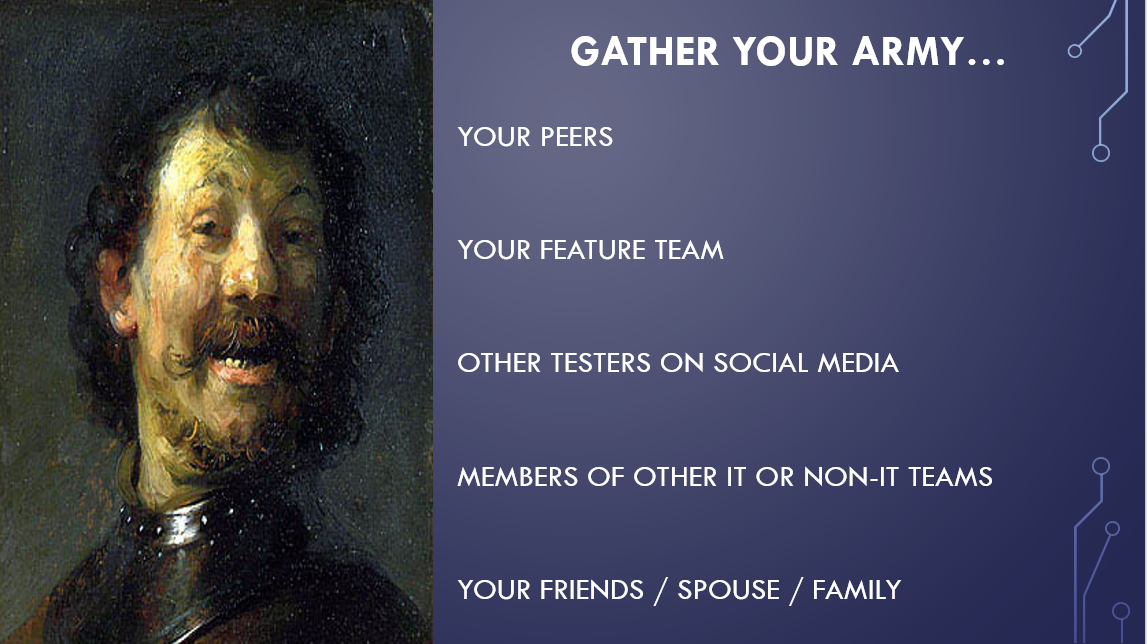 GATHER YOUR ARMY...
YOUR PEERS
YOUR FEATURE TEAM
OTHER TESTERS ON SOCIAL MEDIA
MEMBERS OF OTHER IT OR NON-IT TEAMS
YOUR FRIENDS / SPOUSE / FAMILY